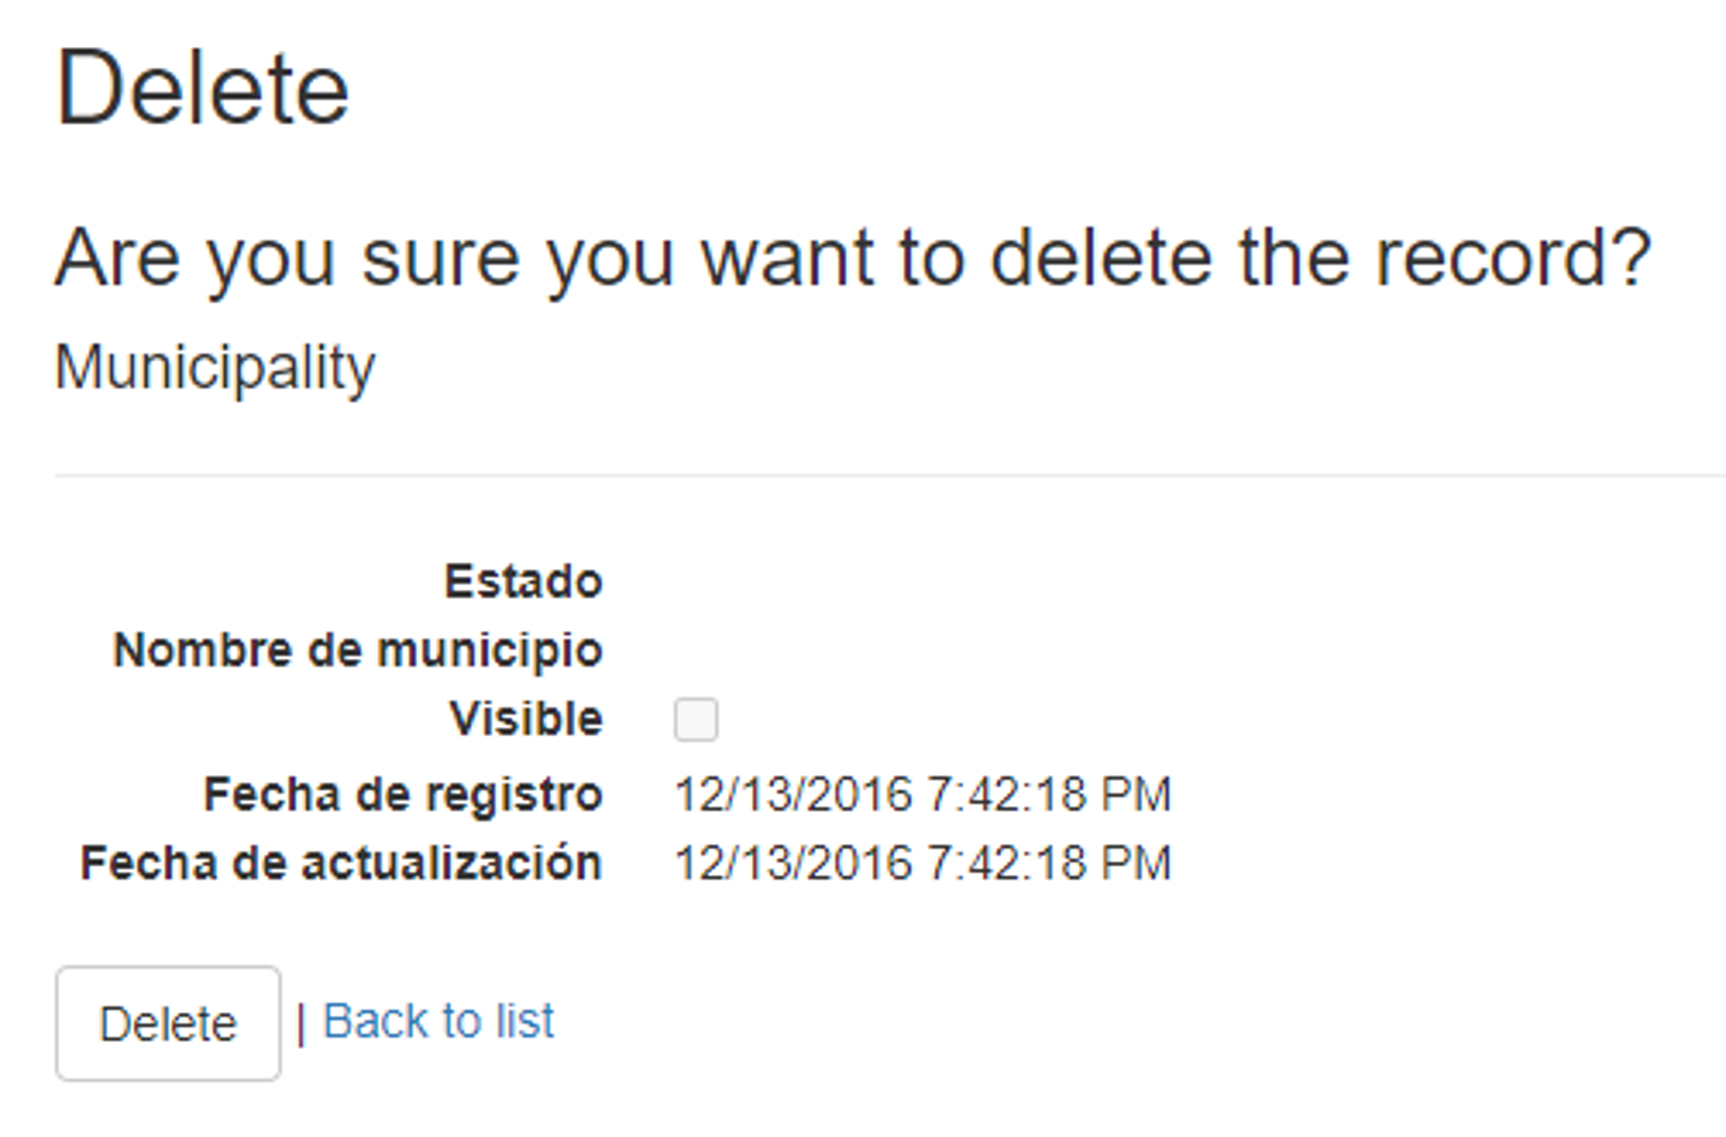 Delete
Are you sure you want to delete the record?
Municipality
Estado
Nombre de municipio
Visible
Fecha de registro 12/13/2016 7:42:18 PM
Fecha de actualización 12/13/2016 7:42:18 PM
Delete | Back to list